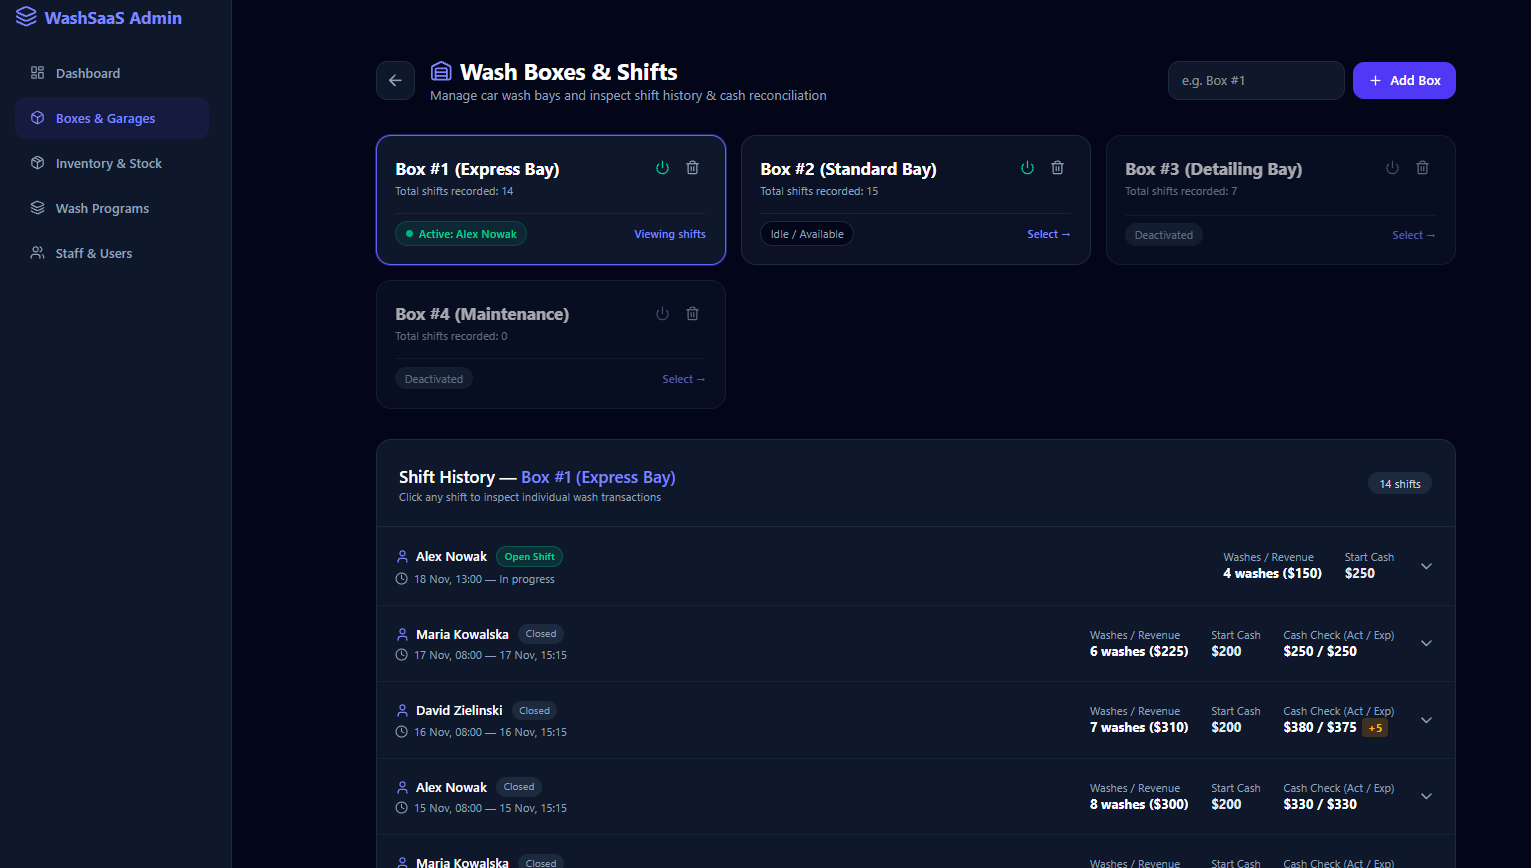 WashSaaS Admin
Dashboard
Boxes & Garages
Inventory & Stock
Wash Programs
Staff & Users
Wash Boxes & Shifts
Manage car wash bays and inspect shift history & cash reconciliation
e.g. Box #1
+ Add Box
Box #1 (Express Bay)
Total shifts recorded: 14
Active: Alex Nowak
Viewing shifts
Box #2 (Standard Bay)
Total shifts recorded: 15
Idle / Available
Select →
Box #3 (Detailing Bay)
Total shifts recorded: 7
Deactivated
Select →
Box #4 (Maintenance)
Total shifts recorded: 0
Deactivated
Select →
Shift History — Box #1 (Express Bay)
Click any shift to inspect individual wash transactions
14 shifts
Alex Nowak Open Shift
18 Nov, 13:00 — In progress
Washes / Revenue
4 washes ($150)
Start Cash
$250
Maria Kowalska Closed
17 Nov, 08:00 — 17 Nov, 15:15
Washes / Revenue
6 washes ($225)
Start Cash
$200
Cash Check (Act / Exp)
$250 / $250
David Zielinski Closed
16 Nov, 08:00 — 16 Nov, 15:15
Washes / Revenue
7 washes ($310)
Start Cash
$200
Cash Check (Act / Exp)
$380 / $375 +5
Alex Nowak Closed
15 Nov, 08:00 — 15 Nov, 15:15
Washes / Revenue
8 washes ($300)
Start Cash
$200
Cash Check (Act / Exp)
$330 / $330
Maria Kowalska Closed
Washes / Revenue
Start Cash
Cash Check (Act / Exp)